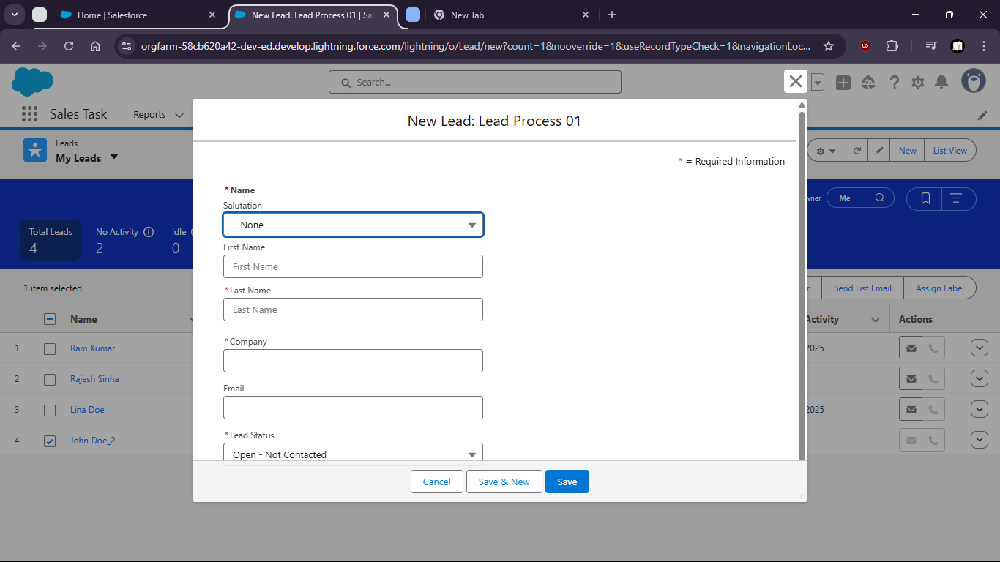 Home | Salesforce
New Lead: Lead Process 01 | Sa
New Tab
orgfarm-58cb620a42-dev-ed.develop.lightning.force.com/lightning/o/Lead/new?count=1&nooverride=1&useRecordTypeCheck=1&navigationLoc...
Search...
Sales Task
Reports
Leads
My Leads
New
List View
Me
Total Leads
4
No Activity
2
Idle
0
1 item selected
Send List Email
Assign Label
Name
Activity
Actions
1 Ram Kumar 2025
2 Rajesh Sinha
3 Lina Doe 2025
4 John Doe_2
New Lead: Lead Process 01
* = Required Information
*Name
Salutation
--None--
First Name
First Name
*Last Name
Last Name
*Company
Email
*Lead Status
Open - Not Contacted
Cancel
Save & New
Save